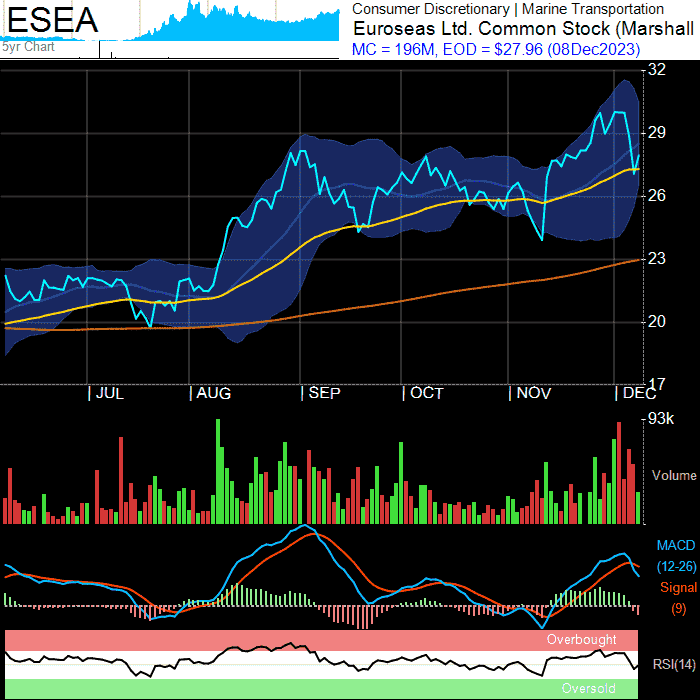 ESEA
5yr Chart
Consumer Discretionary | Marine Transportation
Euroseas Ltd. Common Stock (Marshall
MC = 196M, EOD = $27.96 (08Dec2023)
32
29
26
23
20
17
| JUL | AUG | SEP | OCT | NOV | DEC
93k
Volume
MACD
(12-26)
Signal
(9)
Overbought
RSI(14)
Oversold